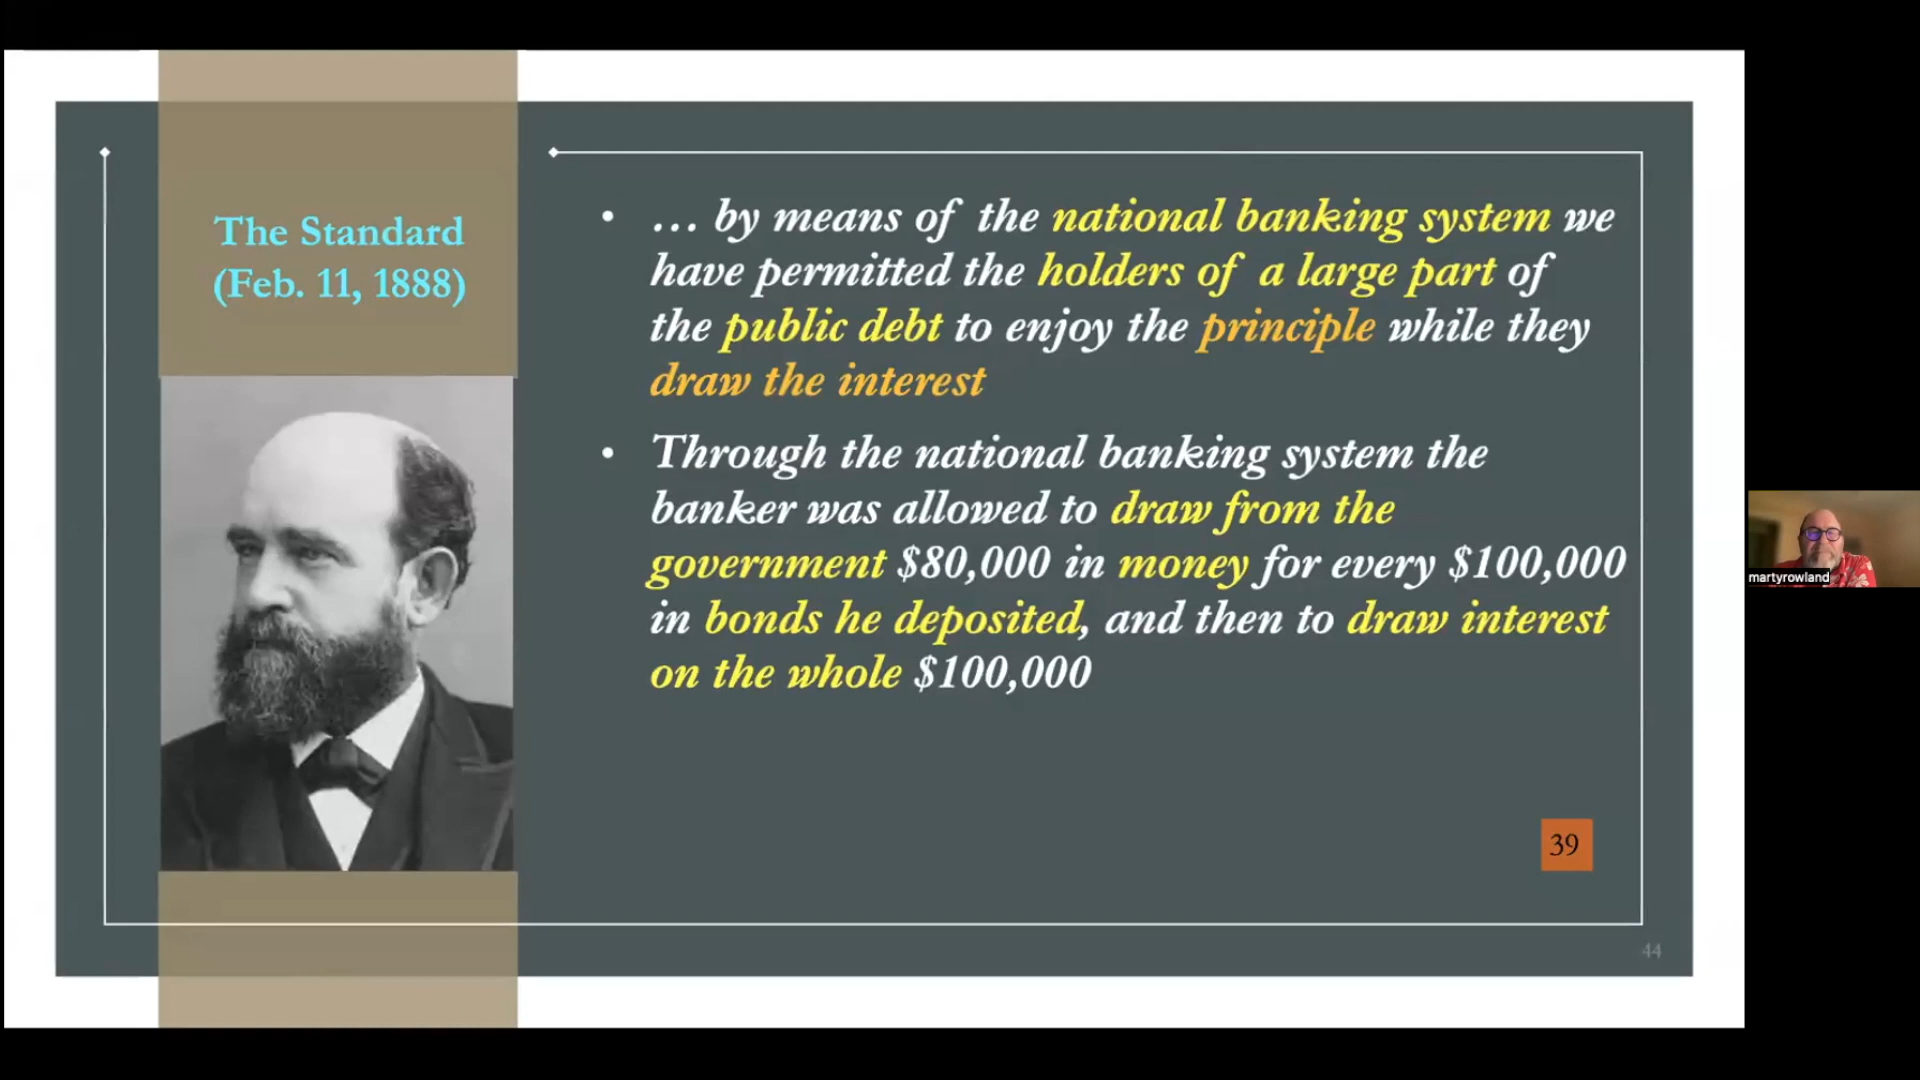 The Standard
(Feb. 11, 1888)
• … by means of the national banking system we
have permitted the holders of a large part of
the public debt to enjoy the principle while they
draw the interest
• Through the national banking system the
banker was allowed to draw from the
government $80,000 in money for every $100,000
in bonds he deposited, and then to draw interest
on the whole $100,000
39
44
martyrowland